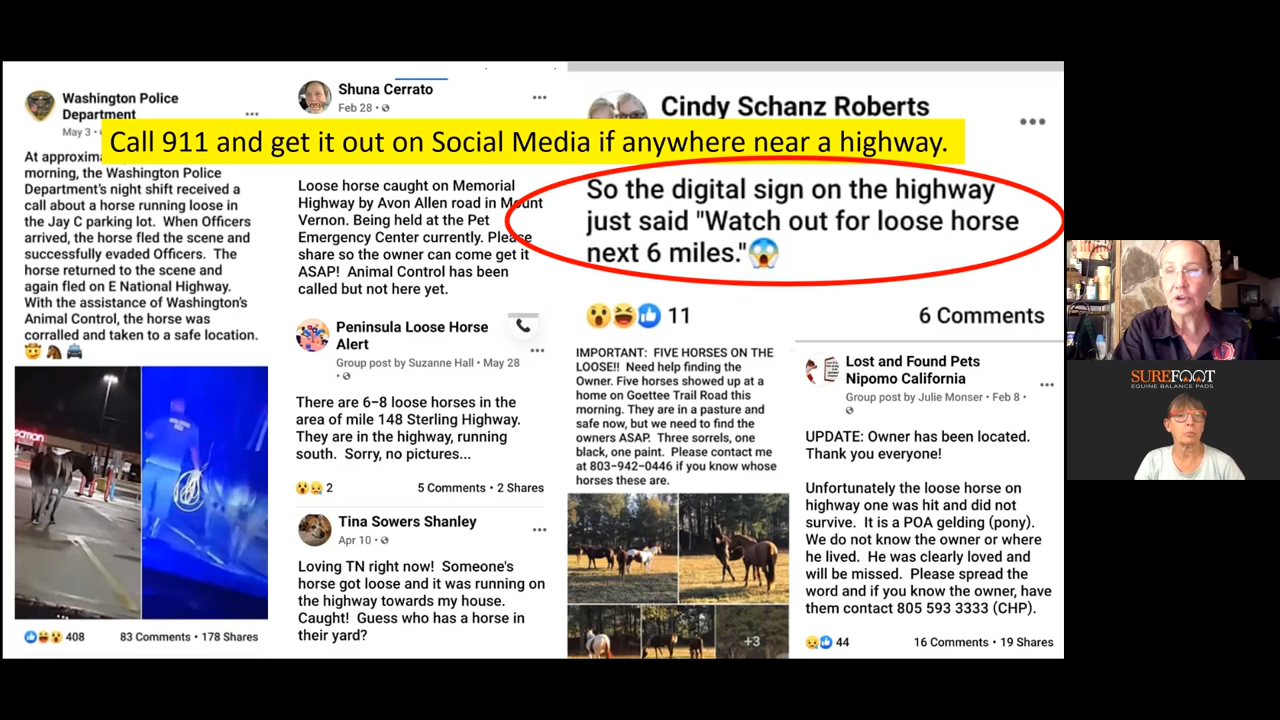 Call 911 and get it out on Social Media if anywhere near a highway.
Washington Police
Department
May 3
At approxima
morning, the Washington Police
Department's night shift received a
call about a horse running loose in
the Jay C parking lot. When Officers
arrived, the horse fled the scene and
successfully evaded Officers. The
horse returned to the scene and
again fled on E National Highway.
With the assistance of Washington's
Animal Control, the horse was
corralled and taken to a safe location.
408
83 Comments • 178 Shares
Shuna Cerrato
Feb 28
Loose horse caught on Memorial
Highway by Avon Allen road in Mount
Vernon. Being held at the Pet
Emergency Center currently. Please
share so the owner can come get it
ASAP! Animal Control has been
called but not here yet.
Peninsula Loose Horse
Alert
Group post by Suzanne Hall • May 28
There are 6-8 loose horses in the
area of mile 148 Sterling Highway.
They are in the highway, running
south. Sorry, no pictures...
2
5 Comments • 2 Shares
Tina Sowers Shanley
Apr 10
Loving TN right now! Someone's
horse got loose and it was running on
the highway towards my house.
Caught! Guess who has a horse in
their yard?
Cindy Schanz Roberts
So the digital sign on the highway
just said "Watch out for loose horse
next 6 miles."
11
6 Comments
IMPORTANT: FIVE HORSES ON THE
LOOSE!! Need help finding the
Owner. Five horses showed up at a
home on Goettee Trail Road this
morning. They are in a pasture and
safe now, but we need to find the
owners ASAP. Three sorrels, one
black, one paint. Please contact me
at 803-942-0446 if you know whose
horses these are.
+3
Lost and Found Pets
Nipomo California
Group post by Julie Monser • Feb 8 •
UPDATE: Owner has been located.
Thank you everyone!
Unfortunately the loose horse on
highway one was hit and did not
survive. It is a POA gelding (pony).
We do not know the owner or where
he lived. He was clearly loved and
will be missed. Please spread the
word and if you know the owner, have
them contact 805 593 3333 (CHP).
44
16 Comments • 19 Shares
SUREFOOT
EQUINE BALANCE PADS